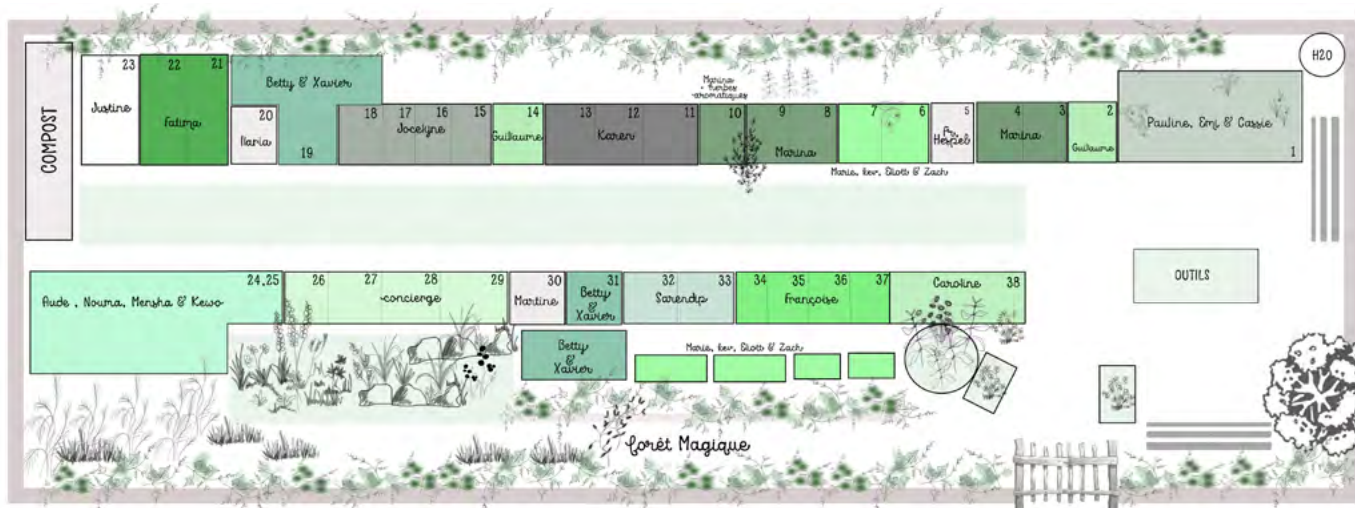 COMPOST
23
Justine
22
21
Fatima
Betty & Xavier
20
Ilaria
19
18
17
16
15
Jocelyne
14
Guillaume
13
12
11
Karen
Marina
herbes
aromatiques
10
9
8
Marina
7
6
Marie, kev, Eliott & Zach
5
Hespiel
4
3
Marina
2
Guillaume
Pauline, Emi & Cassie
1
H2O
24,25
Aude, Nouma, Mensha & Kewo
26
27
28
29
concierge
30
Martine
31
Betty
&
Xavier
32
33
Sarendip
34
35
36
37
Françoise
Caroline
38
Betty
&
Xavier
Marie, kev, Eliott & Zach
OUTILS
forêt Magique